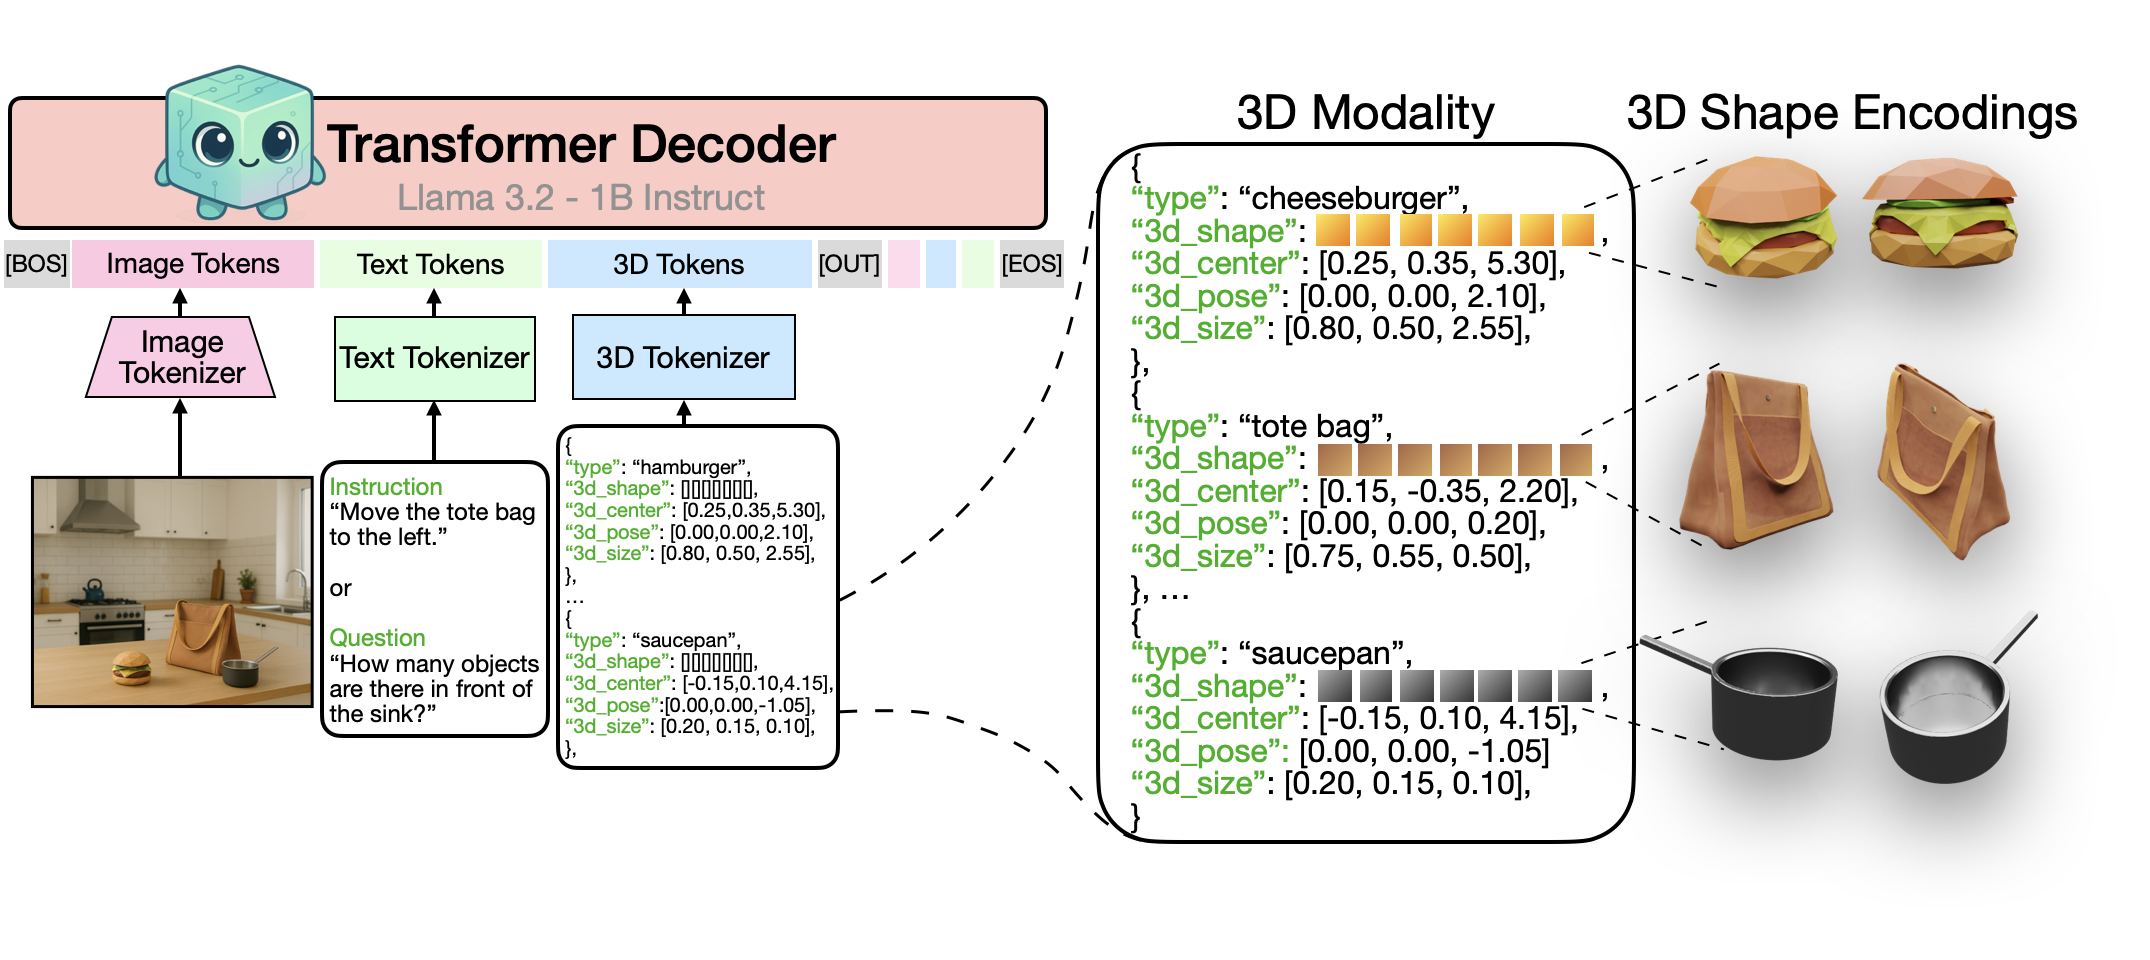 Transformer Decoder
Llama 3.2 - 1B Instruct
[BOS]
Image Tokens
Text Tokens
3D Tokens
[OUT]
[EOS]
Image
Tokenizer
Text Tokenizer
3D Tokenizer
Instruction
“Move the tote bag
to the left.”
or
Question
“How many objects
are there in front of
the sink?”
{
“type”: “hamburger”,
“3d_shape”: [][][][][][][],
“3d_center”: [0.25,0.35,5.30],
“3d_pose”: [0.00,0.00,2.10],
“3d_size”: [0.80, 0.50, 2.55],
},
...
{
“type”: “saucepan”,
“3d_shape”: [][][][][][][],
“3d_center”: [-0.15,0.10,4.15],
“3d_pose”:[0.00,0.00,-1.05],
“3d_size”: [0.20, 0.15, 0.10],
},
3D Modality
{
“type”: “cheeseburger”,
“3d_shape”: ,
“3d_center”: [0.25, 0.35, 5.30],
“3d_pose”: [0.00, 0.00, 2.10],
“3d_size”: [0.80, 0.50, 2.55],
},
{
“type”: “tote bag”,
“3d_shape”: ,
“3d_center”: [0.15, -0.35, 2.20],
“3d_pose”: [0.00, 0.00, 0.20],
“3d_size”: [0.75, 0.55, 0.50],
}, ...
{
“type”: “saucepan”,
“3d_shape”: ,
“3d_center”: [-0.15, 0.10, 4.15],
“3d_pose”: [0.00, 0.00, -1.05]
“3d_size”: [0.20, 0.15, 0.10],
}
3D Shape Encodings